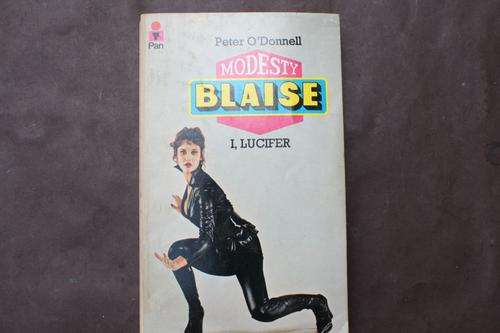 Pan
Peter O'Donnell
MODESTY
BLAISE
I, LUCIFER